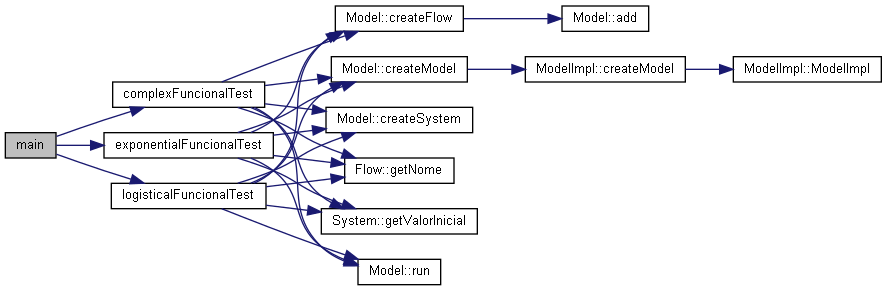 main
complexFuncionalTest
exponentialFuncionalTest
logisticalFuncionalTest
Model::createFlow
Model::createModel
Model::createSystem
Flow::getNome
System::getValorInicial
Model::run
Model::add
ModelImpl::createModel
ModelImpl::ModelImpl